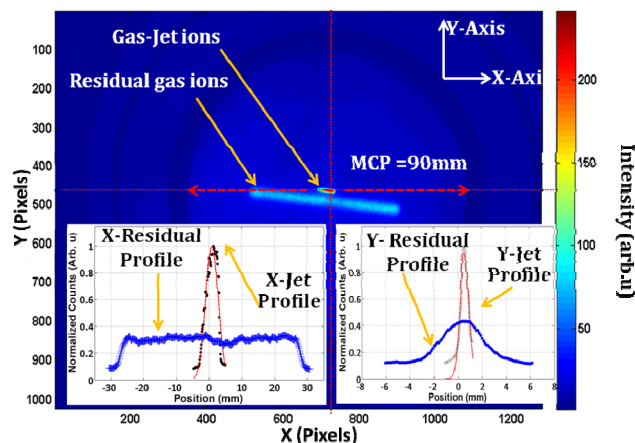 0
100
200
300
400
500
600
700
800
900
1000
Y (Pixels)
Gas-Jet ions
Residual gas ions
Y-Axis
X-Axi
MCP =90mm
X-Residual
Profile
X-Jet
Profile
Normalized Counts (Arb. u)
1
0.8
0.6
0.4
0.2
0
-30
-20
-10
0
10
20
30
Position (mm)
Y- Residual
Profile
Y-Jet
Profile
Normalized Counts (Arb. u)
1
0.8
0.6
0.4
0.2
0
-6
-4
-2
0
2
4
6
Position (mm)
200
400
600
800
1000
1200
X (Pixels)
200
150
100
50
Intensity (arb.u)